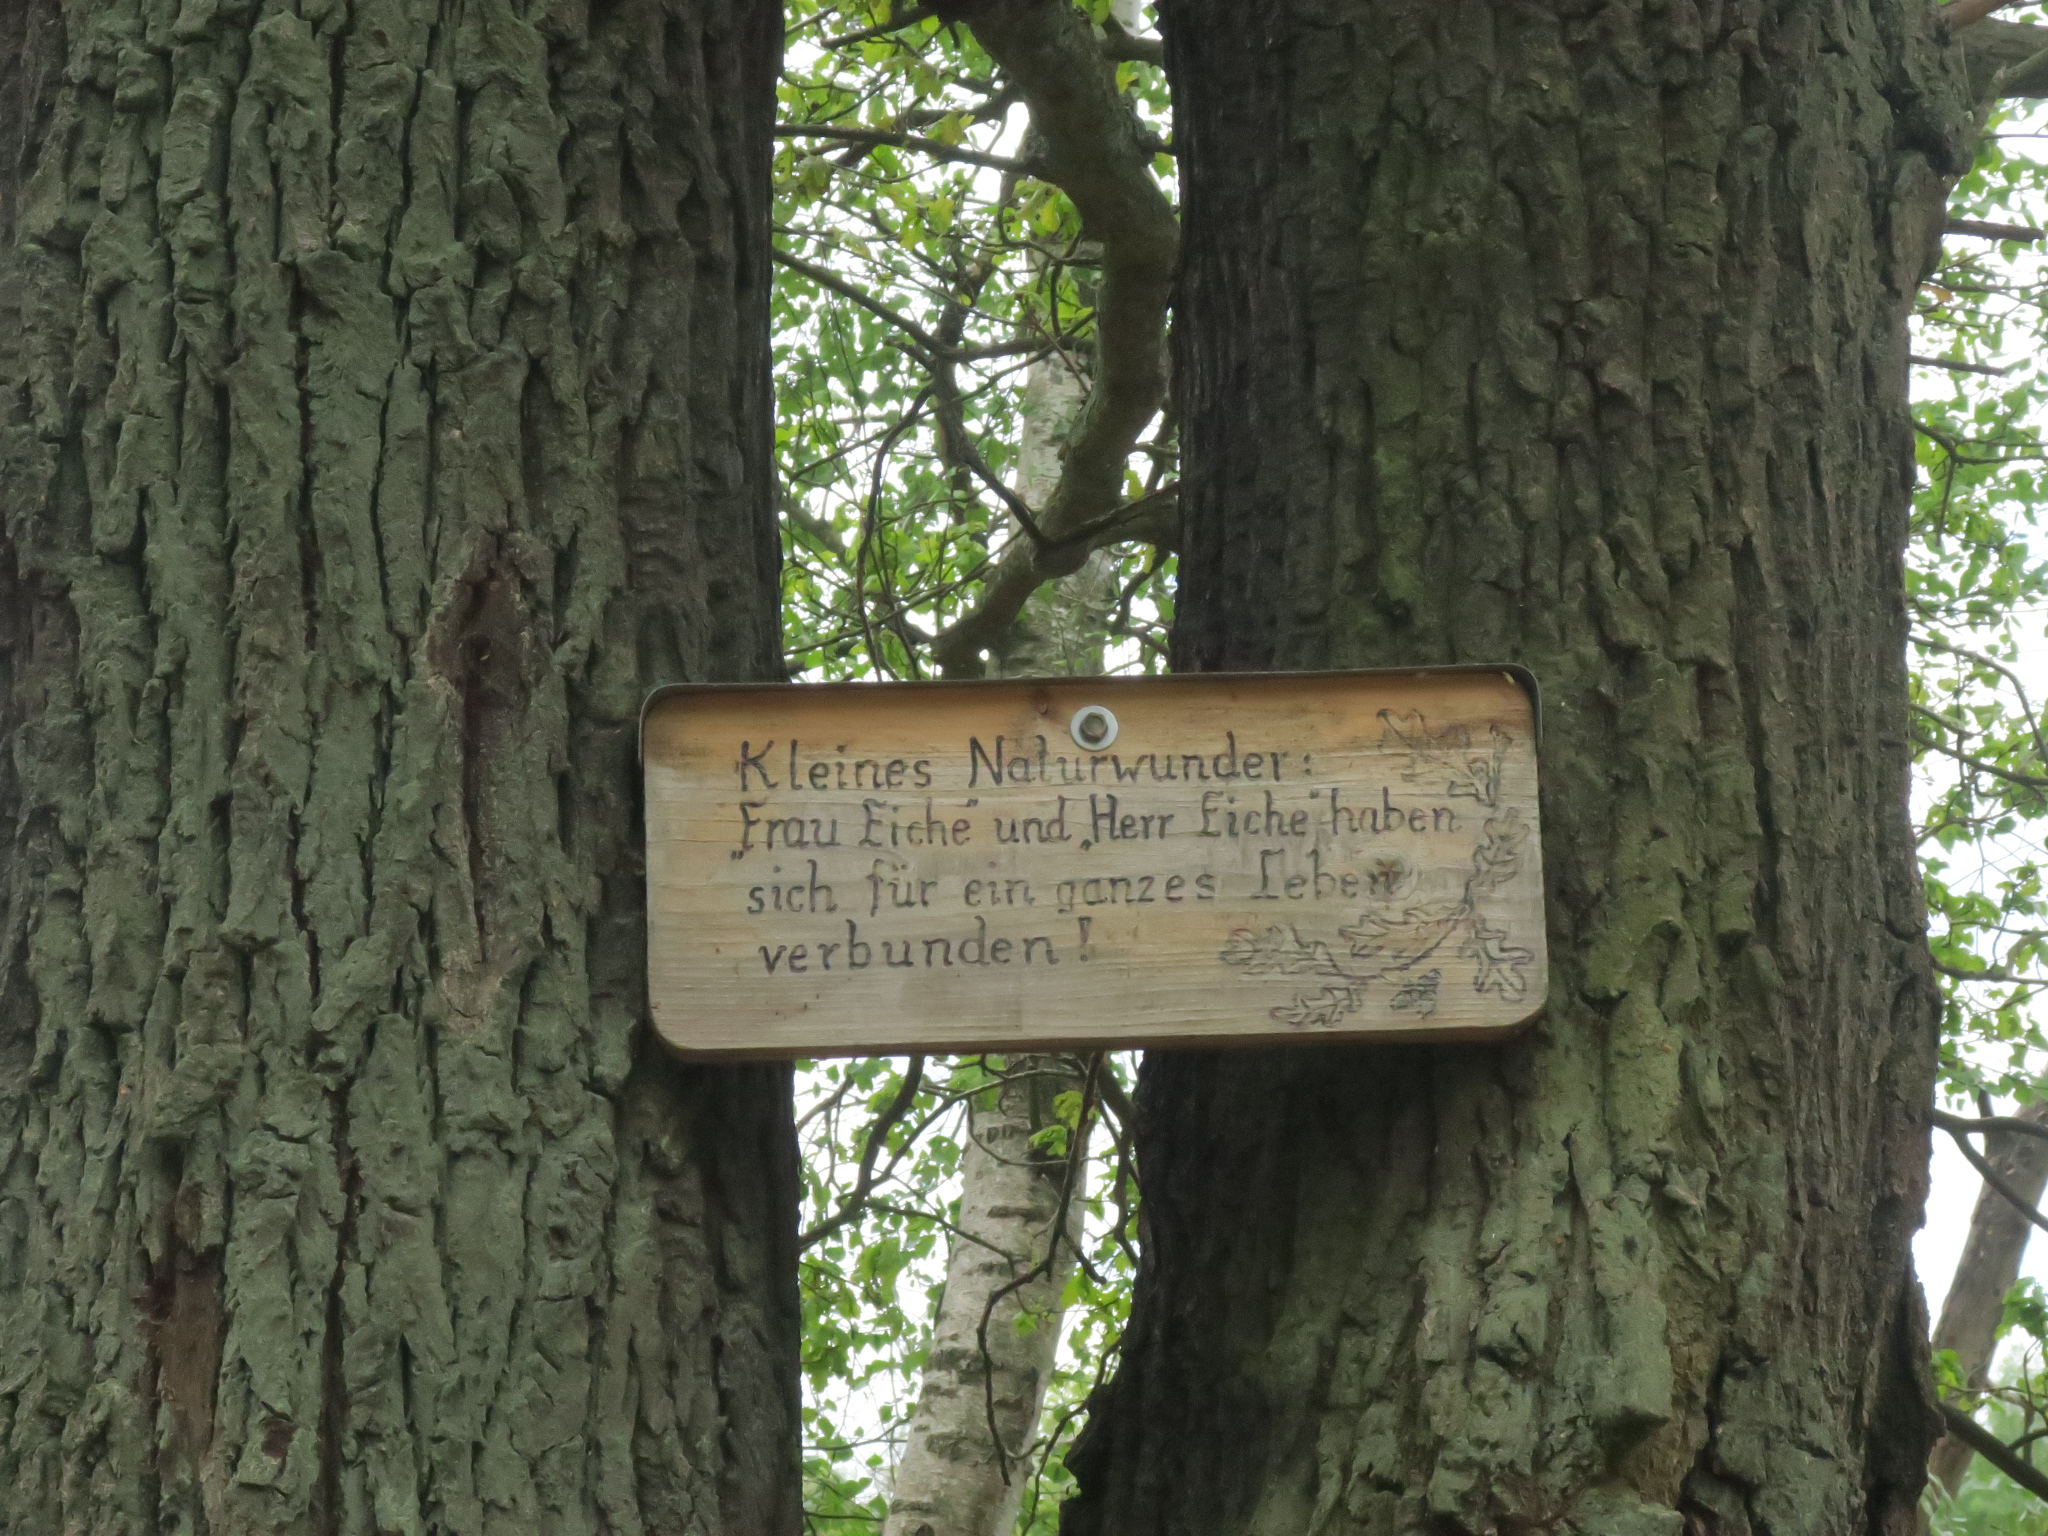 Kleines Naturwunder:
„Frau Eiche" und „Herr Eiche" haben
sich für ein ganzes Leben
verbunden!